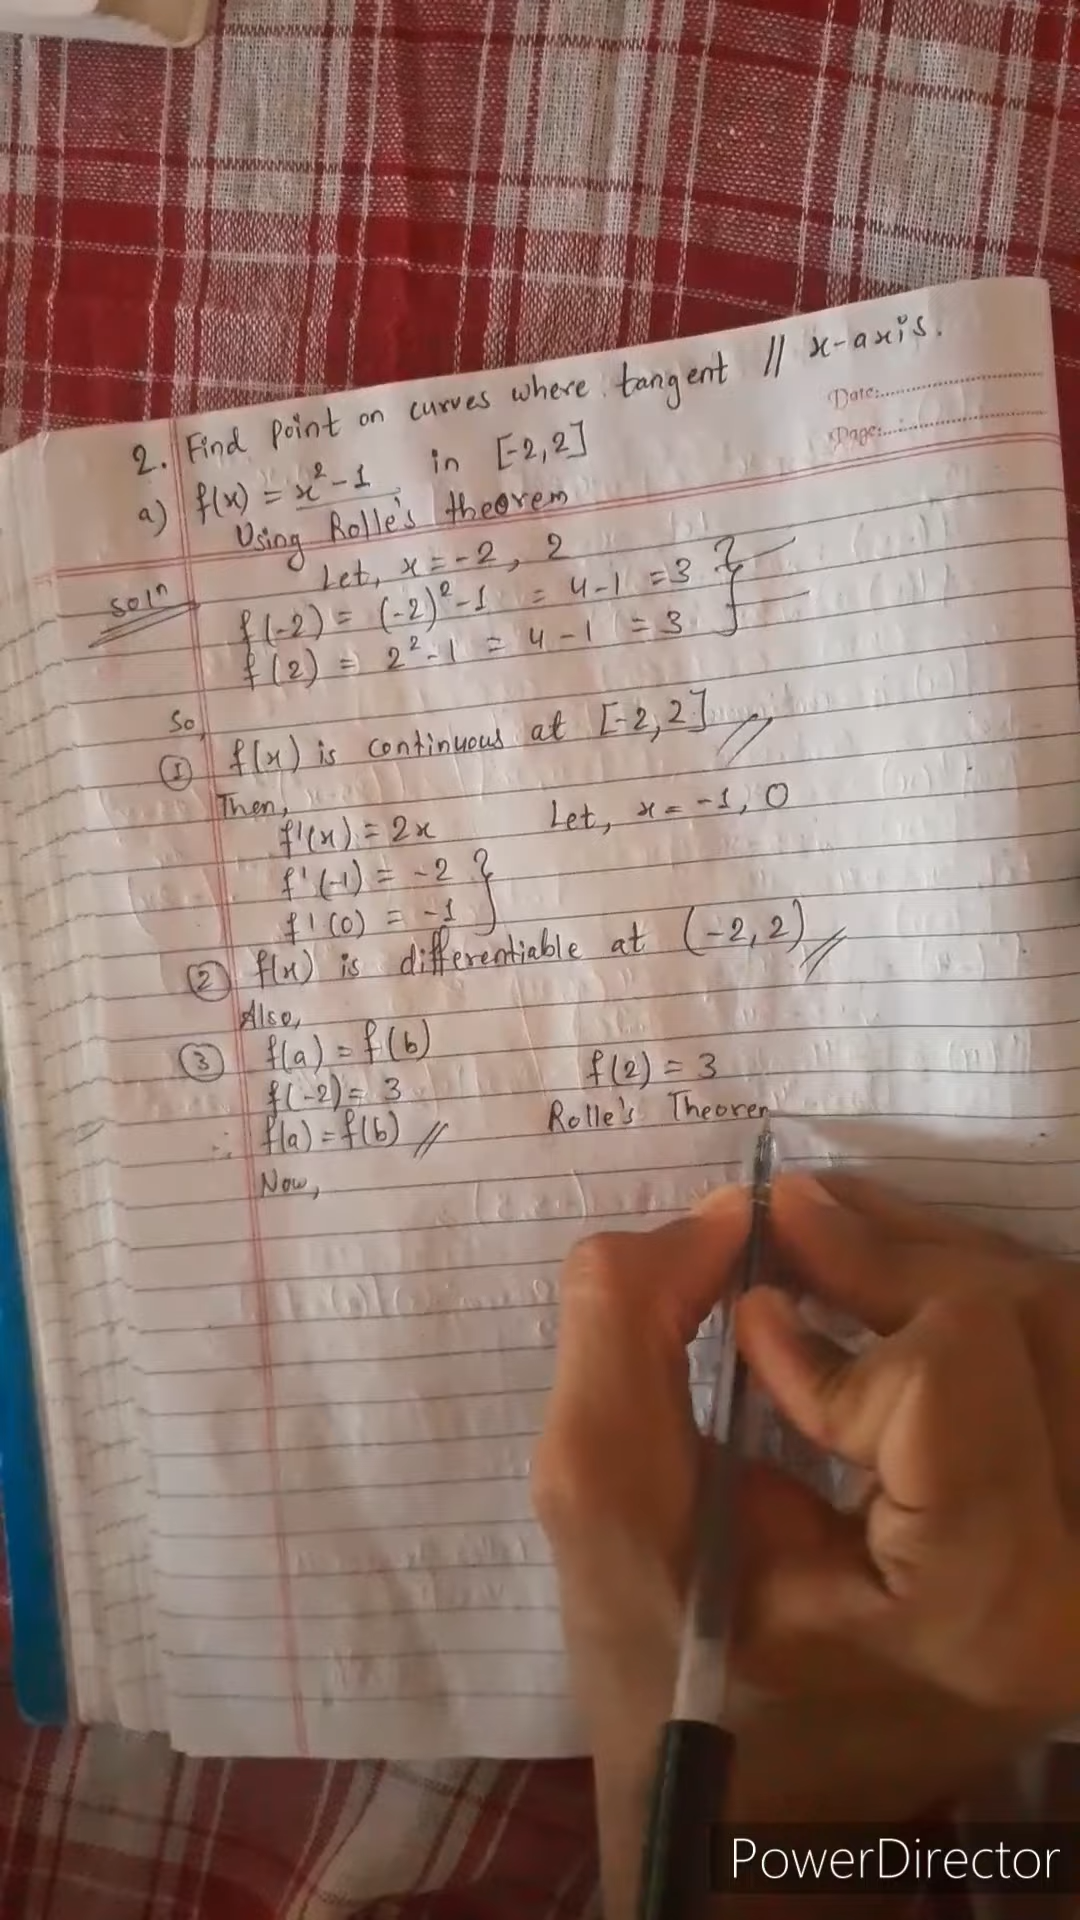 2. Find point on curves where tangent // x-axis.
Date:
Page:
a) f(x) = x² - 1 in [-2,2]
Using Rolle's theorem
Soln Let, x = -2, 2
f(-2) = (-2)² - 1 = 4 - 1 = 3 }
f(2) = 2² - 1 = 4 - 1 = 3
So,
① f(x) is continuous at [-2,2] //
Then,
f'(x) = 2x Let, x = -1, 0
f'(-1) = -2 }
f'(0) = -1
② f(x) is differentiable at (-2,2) //
Also,
③ f(a) = f(b)
f(-2) = 3 f(2) = 3
∴ f(a) = f(b) // Rolle's Theorem
Now,
PowerDirector